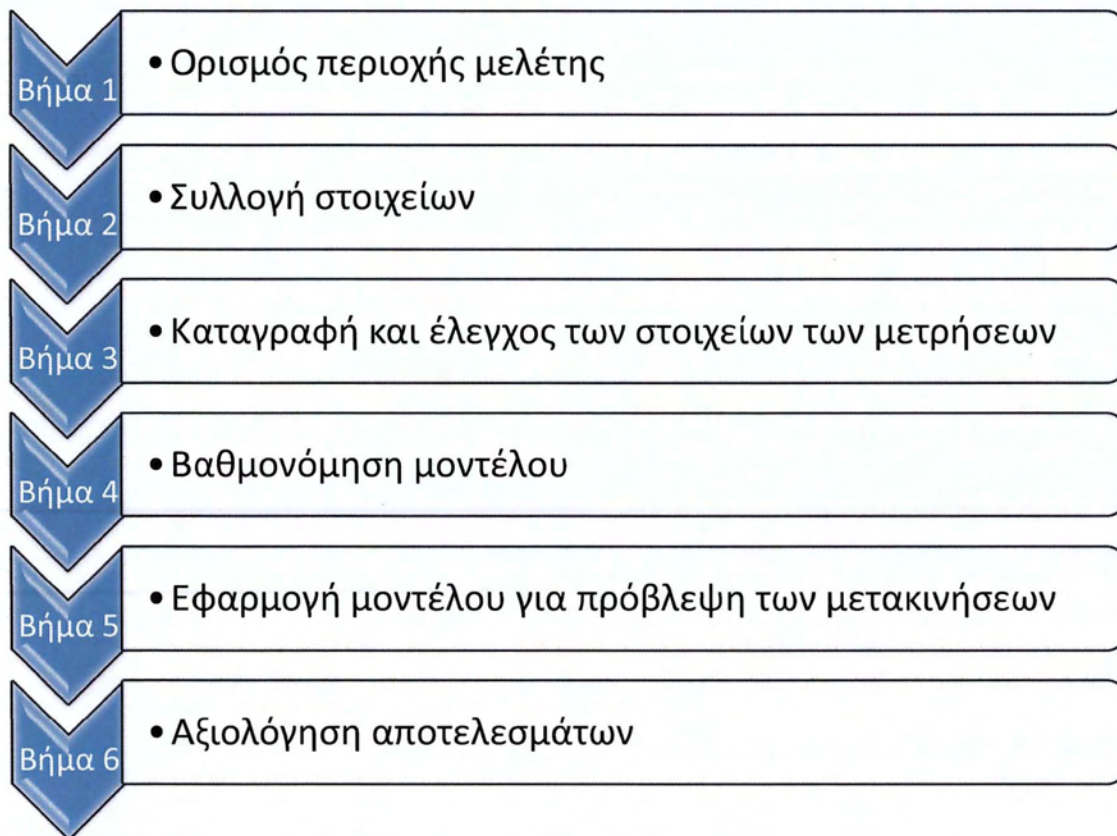 Βήμα 1
• Ορισμός περιοχής μελέτης
Βήμα 2
• Συλλογή στοιχείων
Βήμα 3
• Καταγραφή και έλεγχος των στοιχείων των μετρήσεων
Βήμα 4
• Βαθμονόμηση μοντέλου
Βήμα 5
• Εφαρμογή μοντέλου για πρόβλεψη των μετακινήσεων
Βήμα 6
• Αξιολόγηση αποτελεσμάτων